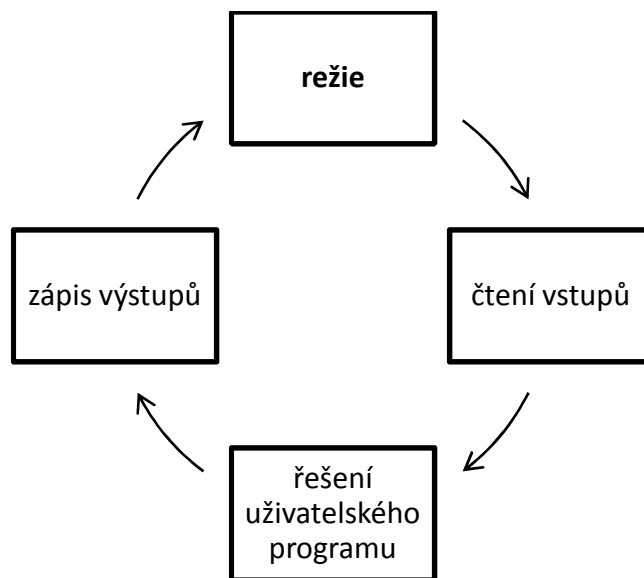 režie
zápis výstupů
čtení vstupů
řešení
uživatelského
programu